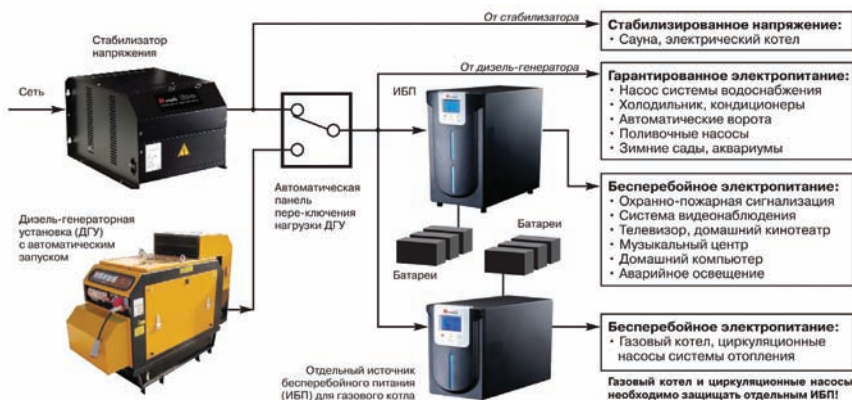 От стабилизатора
Стабилизированное напряжение:
• Сауна, электрический котел
Стабилизатор
напряжения
Сеть
От дизель-генератора
ИБП
Гарантированное электропитание:
• Насос системы водоснабжения
• Холодильник, кондиционеры
• Автоматические ворота
• Поливочные насосы
• Зимние сады, аквариумы
Автоматическая
панель
пере-ключения
нагрузки ДГУ
Дизель-генераторная
установка (ДГУ)
с автоматическим
запуском
Батареи
Батареи
Бесперебойное электропитание:
• Охранно-пожарная сигнализация
• Система видеонаблюдения
• Телевизор, домашний кинотеатр
• Музыкальный центр
• Домашний компьютер
• Аварийное освещение
Отдельный источник
бесперебойного питания
(ИБП) для газового котла
Бесперебойное электропитание:
• Газовый котел, циркуляционные
насосы системы отопления
Газовый котел и циркуляционные насосы
необходимо защищать отдельным ИБП!